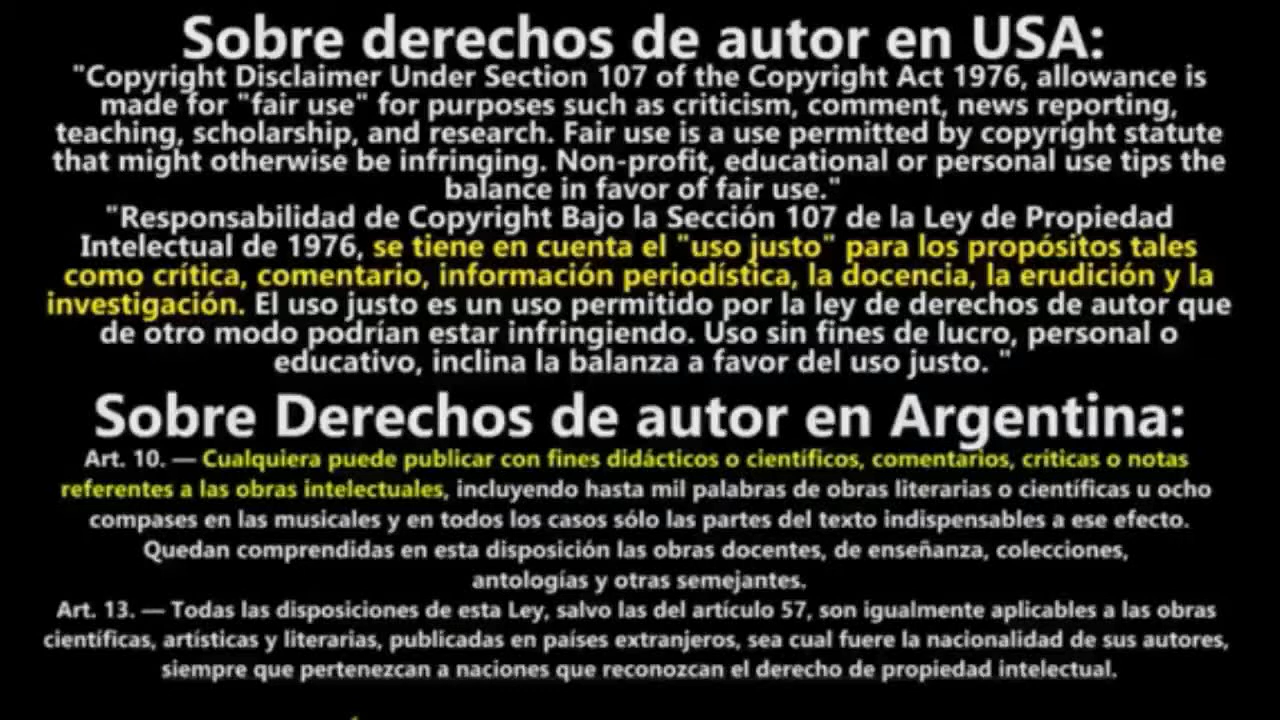 Sobre derechos de autor en USA:
"Copyright Disclaimer Under Section 107 of the Copyright Act 1976, allowance is
made for "fair use" for purposes such as criticism, comment, news reporting,
teaching, scholarship, and research. Fair use is a use permitted by copyright statute
that might otherwise be infringing. Non-profit, educational or personal use tips the
balance in favor of fair use."
"Responsabilidad de Copyright Bajo la Sección 107 de la Ley de Propiedad
Intelectual de 1976, se tiene en cuenta el "uso justo" para los propósitos tales
como crítica, comentario, información periodística, la docencia, la erudición y la
investigación. El uso justo es un uso permitido por la ley de derechos de autor que
de otro modo podrían estar infringiendo. Uso sin fines de lucro, personal o
educativo, inclina la balanza a favor del uso justo. "
Sobre Derechos de autor en Argentina:
Art. 10. — Cualquiera puede publicar con fines didácticos o científicos, comentarios, críticas o notas
referentes a las obras intelectuales, incluyendo hasta mil palabras de obras literarias o científicas u ocho
compases en las musicales y en todos los casos sólo las partes del texto indispensables a ese efecto.
Quedan comprendidas en esta disposición las obras docentes, de enseñanza, colecciones,
antologías y otras semejantes.
Art. 13. — Todas las disposiciones de esta Ley, salvo las del artículo 57, son igualmente aplicables a las obras
científicas, artísticas y literarias, publicadas en países extranjeros, sea cual fuere la nacionalidad de sus autores,
siempre que pertenezcan a naciones que reconozcan el derecho de propiedad intelectual.